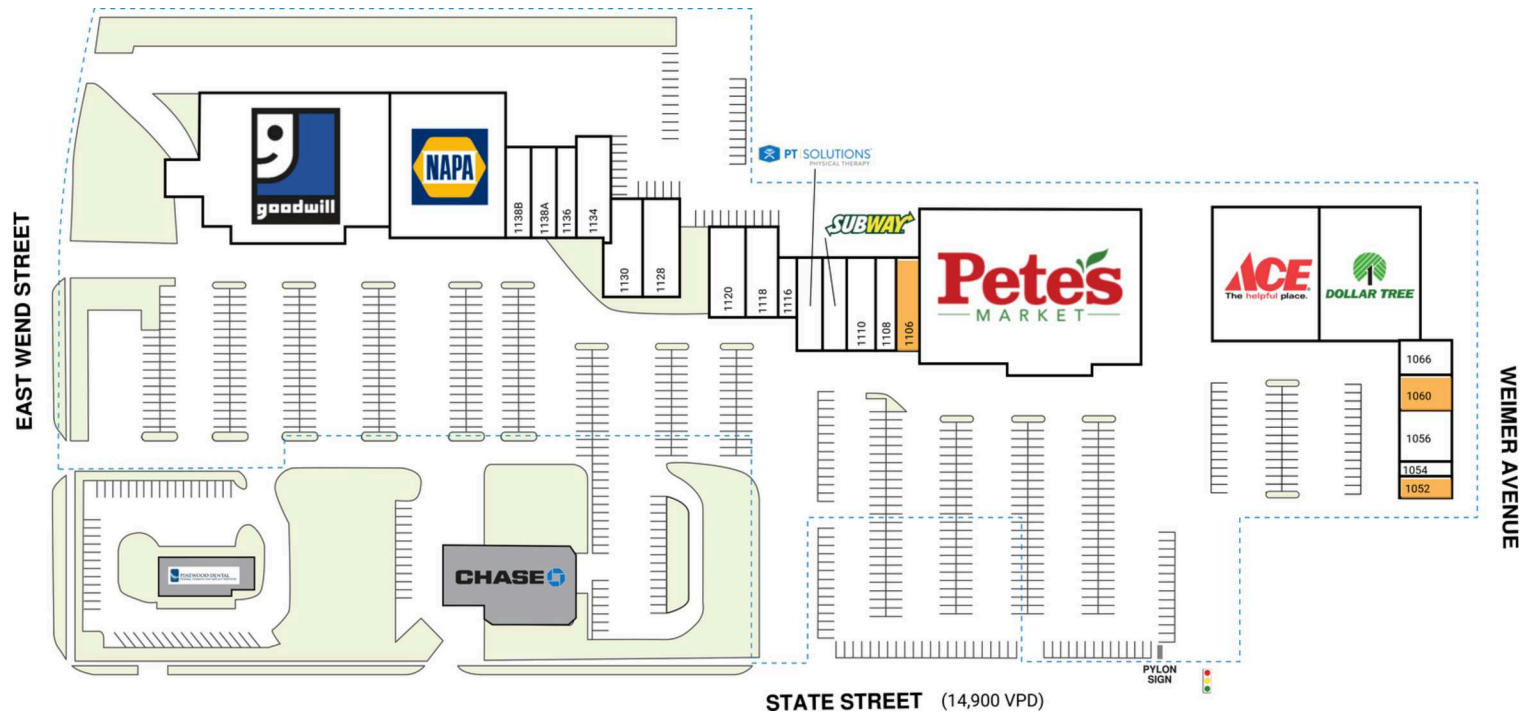 goodwill
NAPA
1138B
1138A
1136
1134
1130
1128
PT SOLUTIONS
PHYSICAL THERAPY
SUBWAY
1120
1118
1116
1110
1108
1106
Pete's
MARKET
ACE
The helpful place.
DOLLAR TREE
1066
1060
1056
1054
1052
EAST WEND STREET
WEIMER AVENUE
PINEWOOD DENTAL
CHASE
PYLON
SIGN
STATE STREET (14,900 VPD)